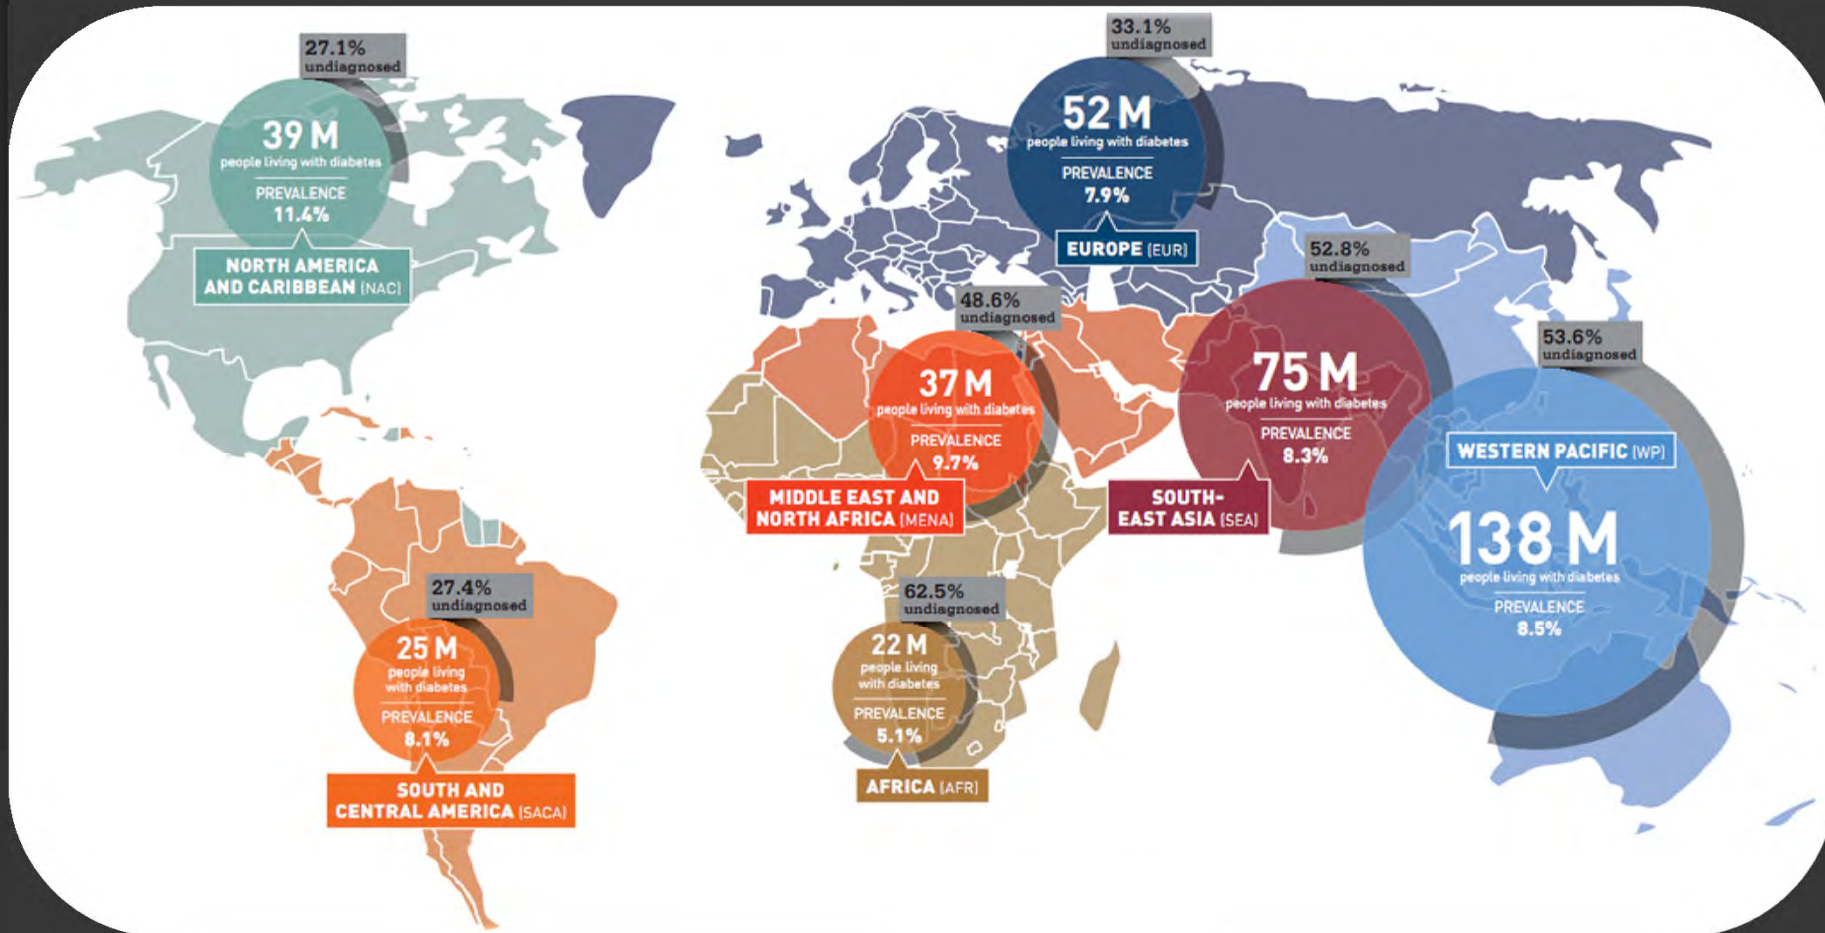 27.1%
undiagnosed
39 M
people living with diabetes
PREVALENCE
11.4%
NORTH AMERICA
AND CARIBBEAN (NAC)
33.1%
undiagnosed
52 M
people living with diabetes
PREVALENCE
7.9%
EUROPE (EUR)
48.6%
undiagnosed
37 M
people living with diabetes
PREVALENCE
9.7%
MIDDLE EAST AND
NORTH AFRICA (MENA)
52.8%
undiagnosed
75 M
people living with diabetes
PREVALENCE
8.3%
SOUTH-
EAST ASIA (SEA)
53.6%
undiagnosed
WESTERN PACIFIC (WP)
138 M
people living with diabetes
PREVALENCE
8.5%
27.4%
undiagnosed
25 M
people living
with diabetes
PREVALENCE
8.1%
SOUTH AND
CENTRAL AMERICA (SACA)
62.5%
undiagnosed
22 M
people living
with diabetes
PREVALENCE
5.1%
AFRICA (AFR)